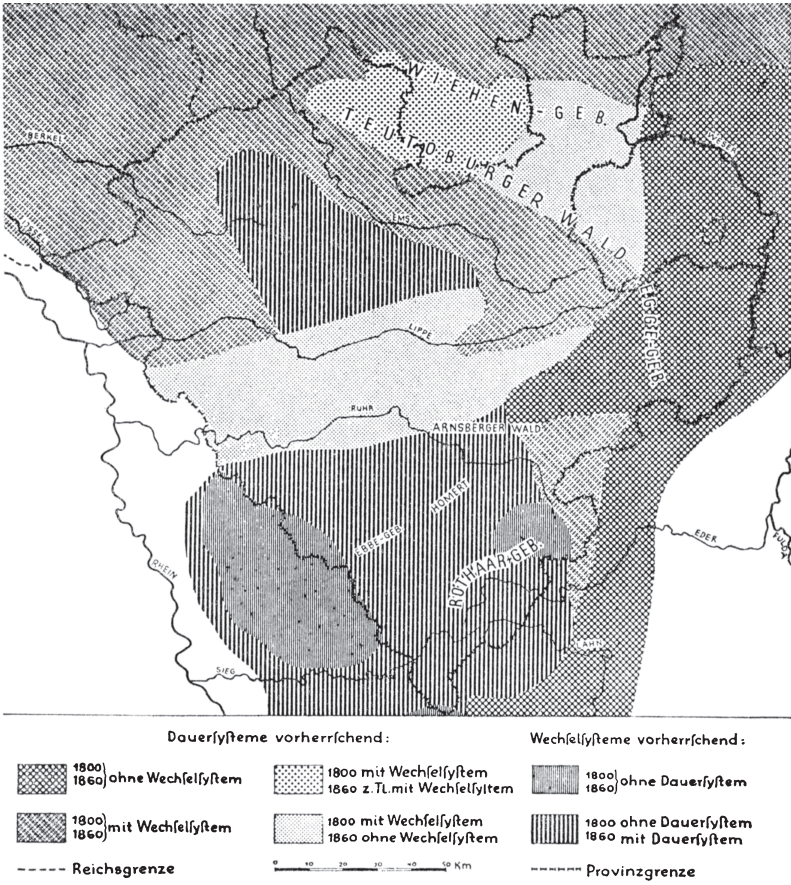 WIEHEN-GEB.
TEUTOBURGER WALD
BERKEL
ISSEL
EMS
EGGE-GEB.
LIPPE
RUHR
ARNSBERGER WALD
HOMERT
EBBE-GEB.
ROTHAAR-GEB.
EDER
FULDA
RHEIN
LAHN
SIEG
Dauerſyſteme vorherrſchend:
1800
1860 } ohne Wechſelſyſtem
1800
1860 } mit Wechſelſyſtem
1800 mit Wechſelſyſtem
1860 z.TL. mit Wechſelſyſtem
1800 mit Wechſelſyſtem
1860 ohne Wechſelſyſtem
Wechſelſyſteme vorherrſchend:
1800
1860 } ohne Dauerſyſtem
1800 ohne Dauerſyſtem
1860 mit Dauerſyſtem
Reichsgrenze
0 10 20 30 40 50 Km
Provinzgrenze